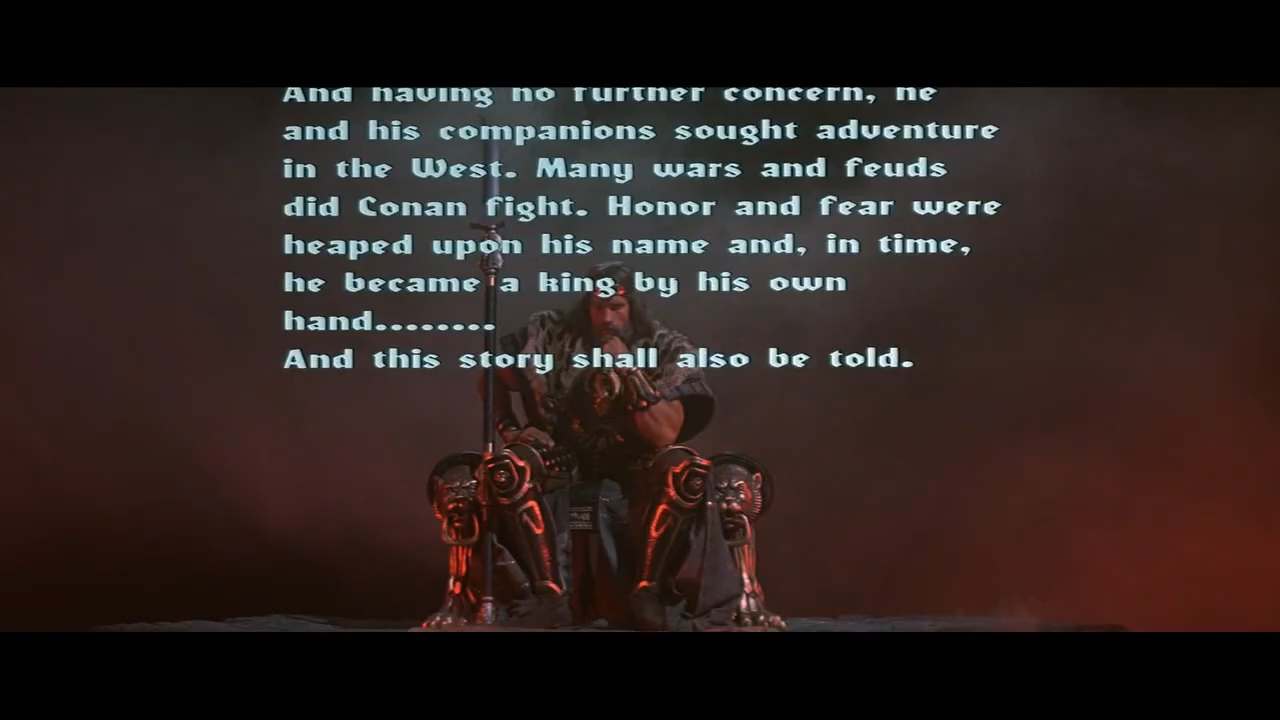 And having no further concern, he
and his companions sought adventure
in the West. Many wars and feuds
did Conan fight. Honor and fear were
heaped upon his name and, in time,
he became a king by his own
hand........
And this story shall also be told.